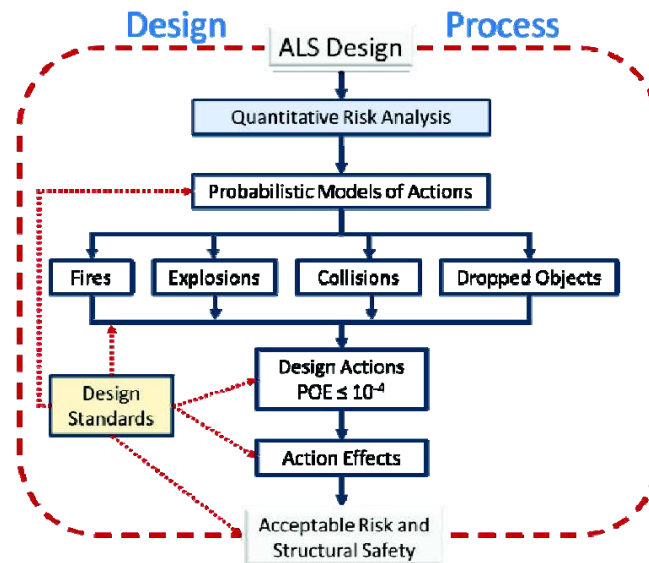 Design Process
ALS Design
Quantitative Risk Analysis
Probabilistic Models of Actions
Fires
Explosions
Collisions
Dropped Objects
Design Actions
POE ≤ 10⁻⁴
Design
Standards
Action Effects
Acceptable Risk and
Structural Safety